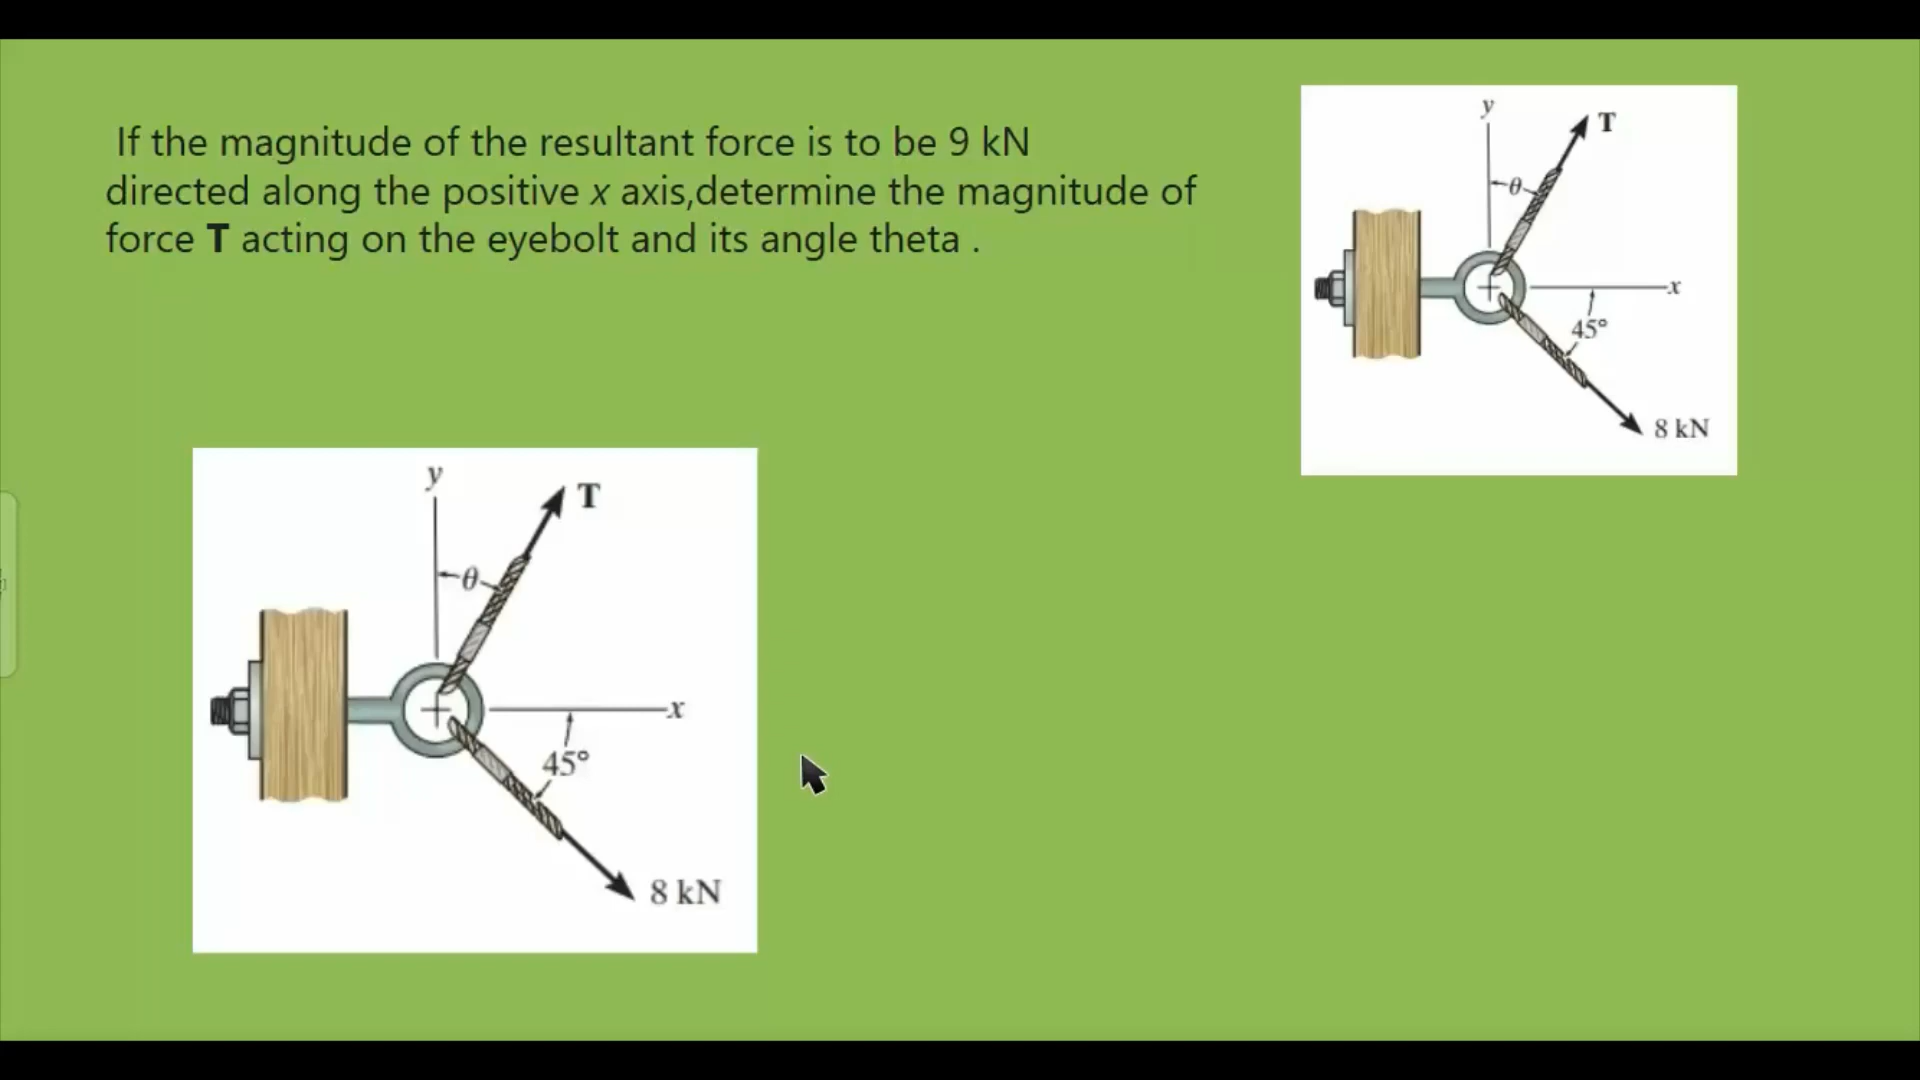 If the magnitude of the resultant force is to be 9 kN
directed along the positive x axis,determine the magnitude of
force T acting on the eyebolt and its angle theta .
y
T
θ
x
45°
8 kN
y
T
θ
x
45°
8 kN